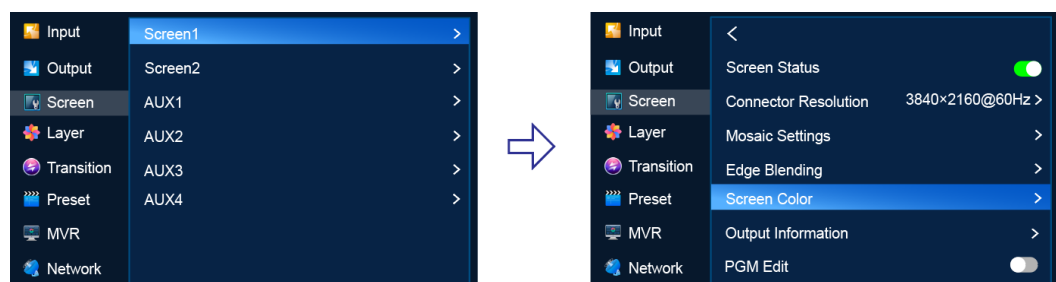 Input
Screen1 >
Output
Screen2 >
Screen
AUX1 >
Layer
AUX2 >
Transition
AUX3 >
Preset
AUX4 >
MVR
Network
Input
<
Output
Screen Status
Screen
Connector Resolution 3840×2160@60Hz >
Layer
Mosaic Settings >
Transition
Edge Blending >
Preset
Screen Color >
MVR
Output Information >
Network
PGM Edit